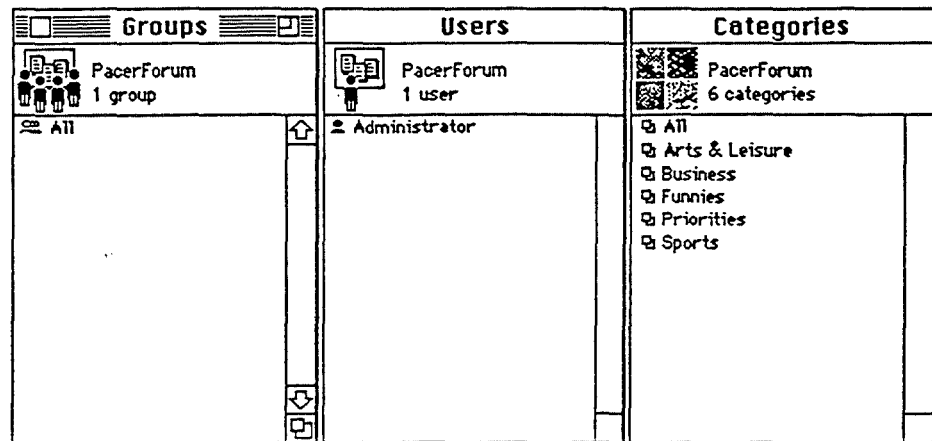 Groups
PacerForum
1 group
All
Users
PacerForum
1 user
Administrator
Categories
PacerForum
6 categories
All
Arts & Leisure
Business
Funnies
Priorities
Sports